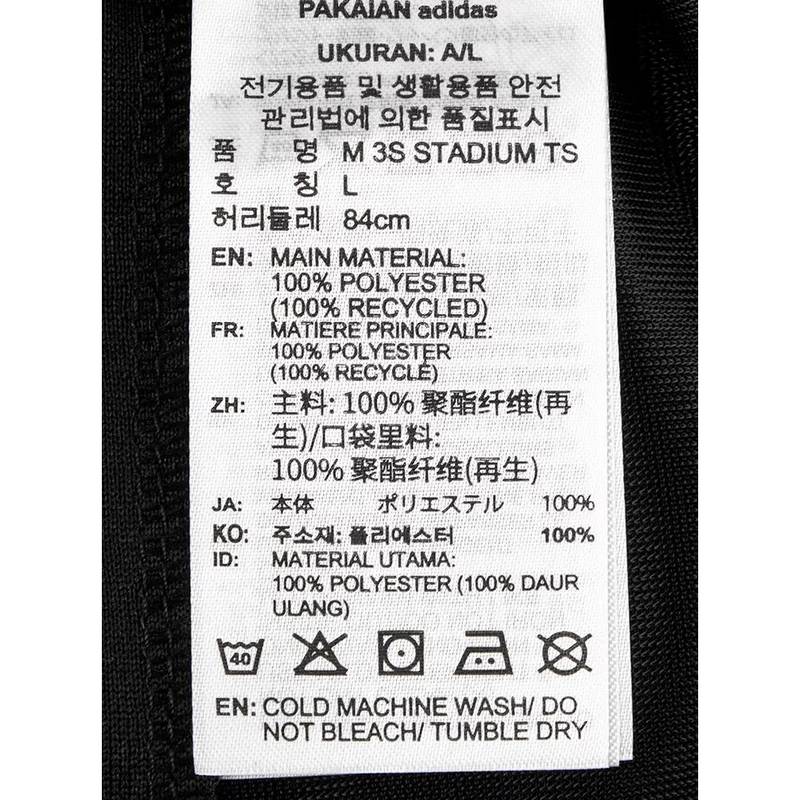 PAKAIAN adidas
UKURAN: A/L
전기용품 및 생활용품 안전
관리법에 의한 품질표시
품 명 M 3S STADIUM TS
호 칭 L
허리둘레 84cm
EN: MAIN MATERIAL:
100% POLYESTER
(100% RECYCLED)
FR: MATIERE PRINCIPALE:
100% POLYESTER
(100% RECYCLÉ)
ZH: 主料: 100% 聚酯纤维(再
生)/口袋里料:
100% 聚酯纤维(再生)
JA: 本体 ポリエステル 100%
KO: 주소재: 폴리에스터 100%
ID: MATERIAL UTAMA:
100% POLYESTER (100% DAUR
ULANG)
40
EN: COLD MACHINE WASH/ DO
NOT BLEACH/ TUMBLE DRY